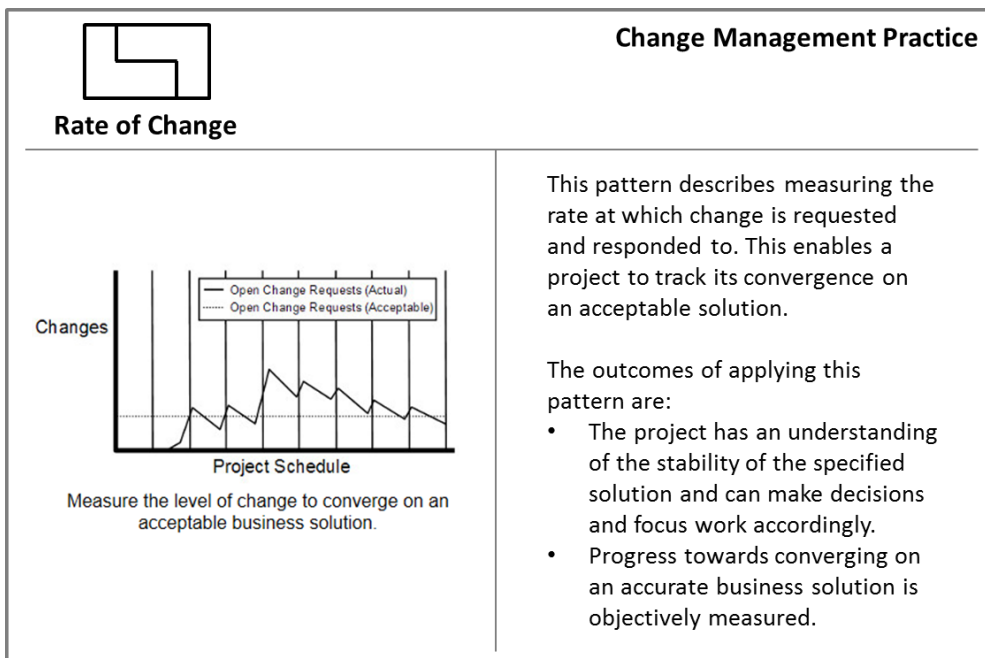 Change Management Practice
Rate of Change
Open Change Requests (Actual)
Open Change Requests (Acceptable)
Changes
Project Schedule
Measure the level of change to converge on an
acceptable business solution.
This pattern describes measuring the
rate at which change is requested
and responded to. This enables a
project to track its convergence on
an acceptable solution.
The outcomes of applying this
pattern are:
• The project has an understanding
of the stability of the specified
solution and can make decisions
and focus work accordingly.
• Progress towards converging on
an accurate business solution is
objectively measured.